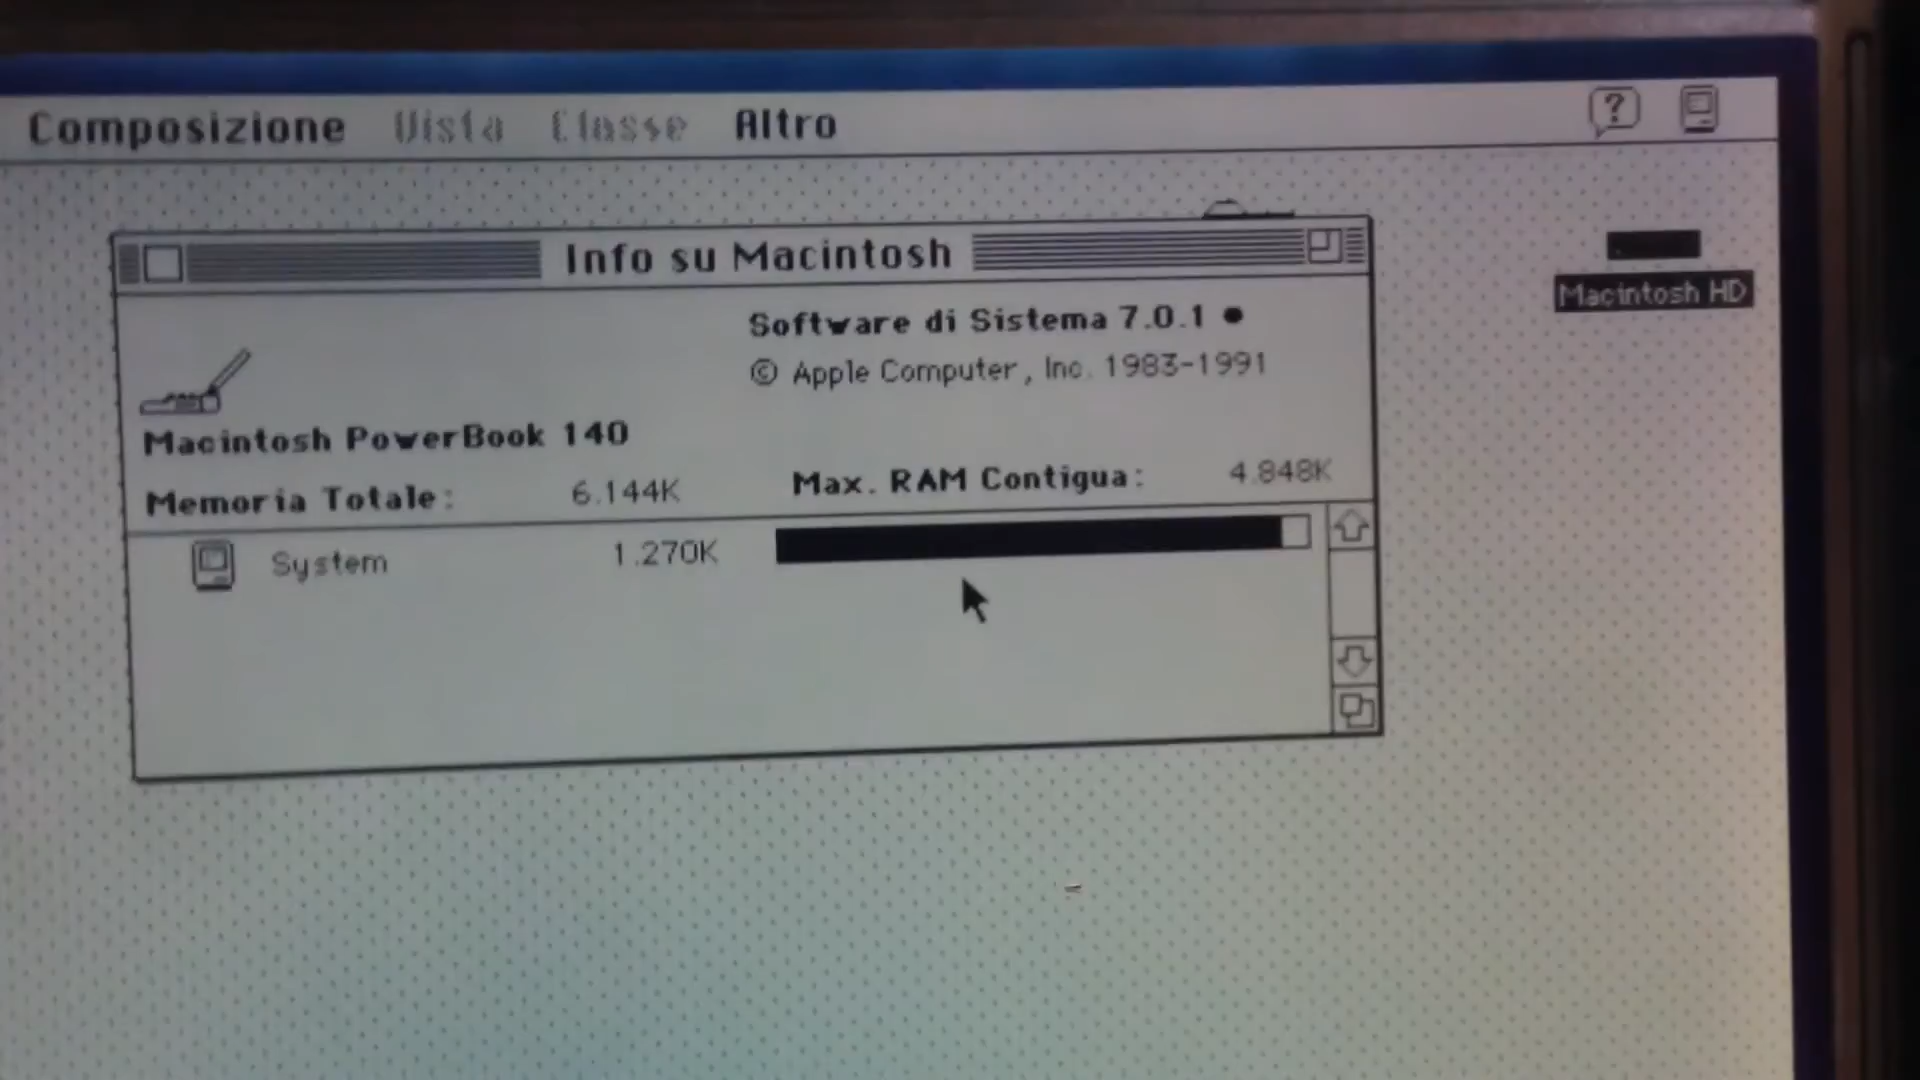 Composizione Vista Classe Altro
Info su Macintosh
Macintosh HD
Software di Sistema 7.0.1 •
© Apple Computer, Inc. 1983-1991
Macintosh PowerBook 140
Memoria Totale: 6.144K Max. RAM Contigua: 4.848K
System 1.270K